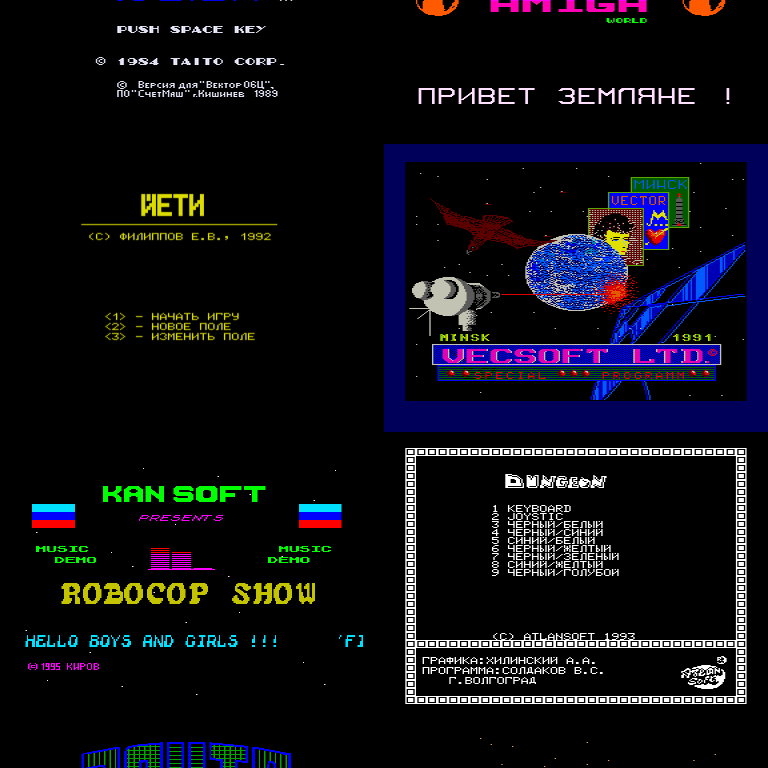 PUSH SPACE KEY
© 1984 TAITO CORP.
© Версия для "Вектор 06Ц".
ПО "СчетМаш" г.Кишинев 1989
AMIGA
WORLD
ПРИВЕТ ЗЕМЛЯНЕ !
ЙЕТИ
(C) ФИЛИППОВ Е.В., 1992
<1> - НАЧАТЬ ИГРУ
<2> - НОВОЕ ПОЛЕ
<3> - ИЗМЕНИТЬ ПОЛЕ
МИНСК
VECTOR
MINSK 1991
VECSOFT LTD.©
SPECIAL PROGRAMM
KAN SOFT
PRESENTS
MUSIC DEMO
MUSIC DEMO
ROBOCOP SHOW
HELLO BOYS AND GIRLS !!! 'FI
(C)1995 КИРОВ
DUNGEON
1 KEYBOARD
2 JOYSTIC
3 ЧЕРНЫЙ/БЕЛЫЙ
4 ЧЕРНЫЙ/СИНИЙ
5 СИНИЙ/БЕЛЫЙ
6 ЧЕРНЫЙ/ЖЕЛТЫЙ
7 ЧЕРНЫЙ/ЗЕЛЕНЫЙ
8 СИНИЙ/ЖЕЛТЫЙ
9 ЧЕРНЫЙ/ГОЛУБОЙ
(C) ATLANSOFT 1993
ГРАФИКА:ХИЛИНСКИЙ А.А.
ПРОГРАММА:СОЛДАКОВ В.С.
Г.ВОЛГОГРАД